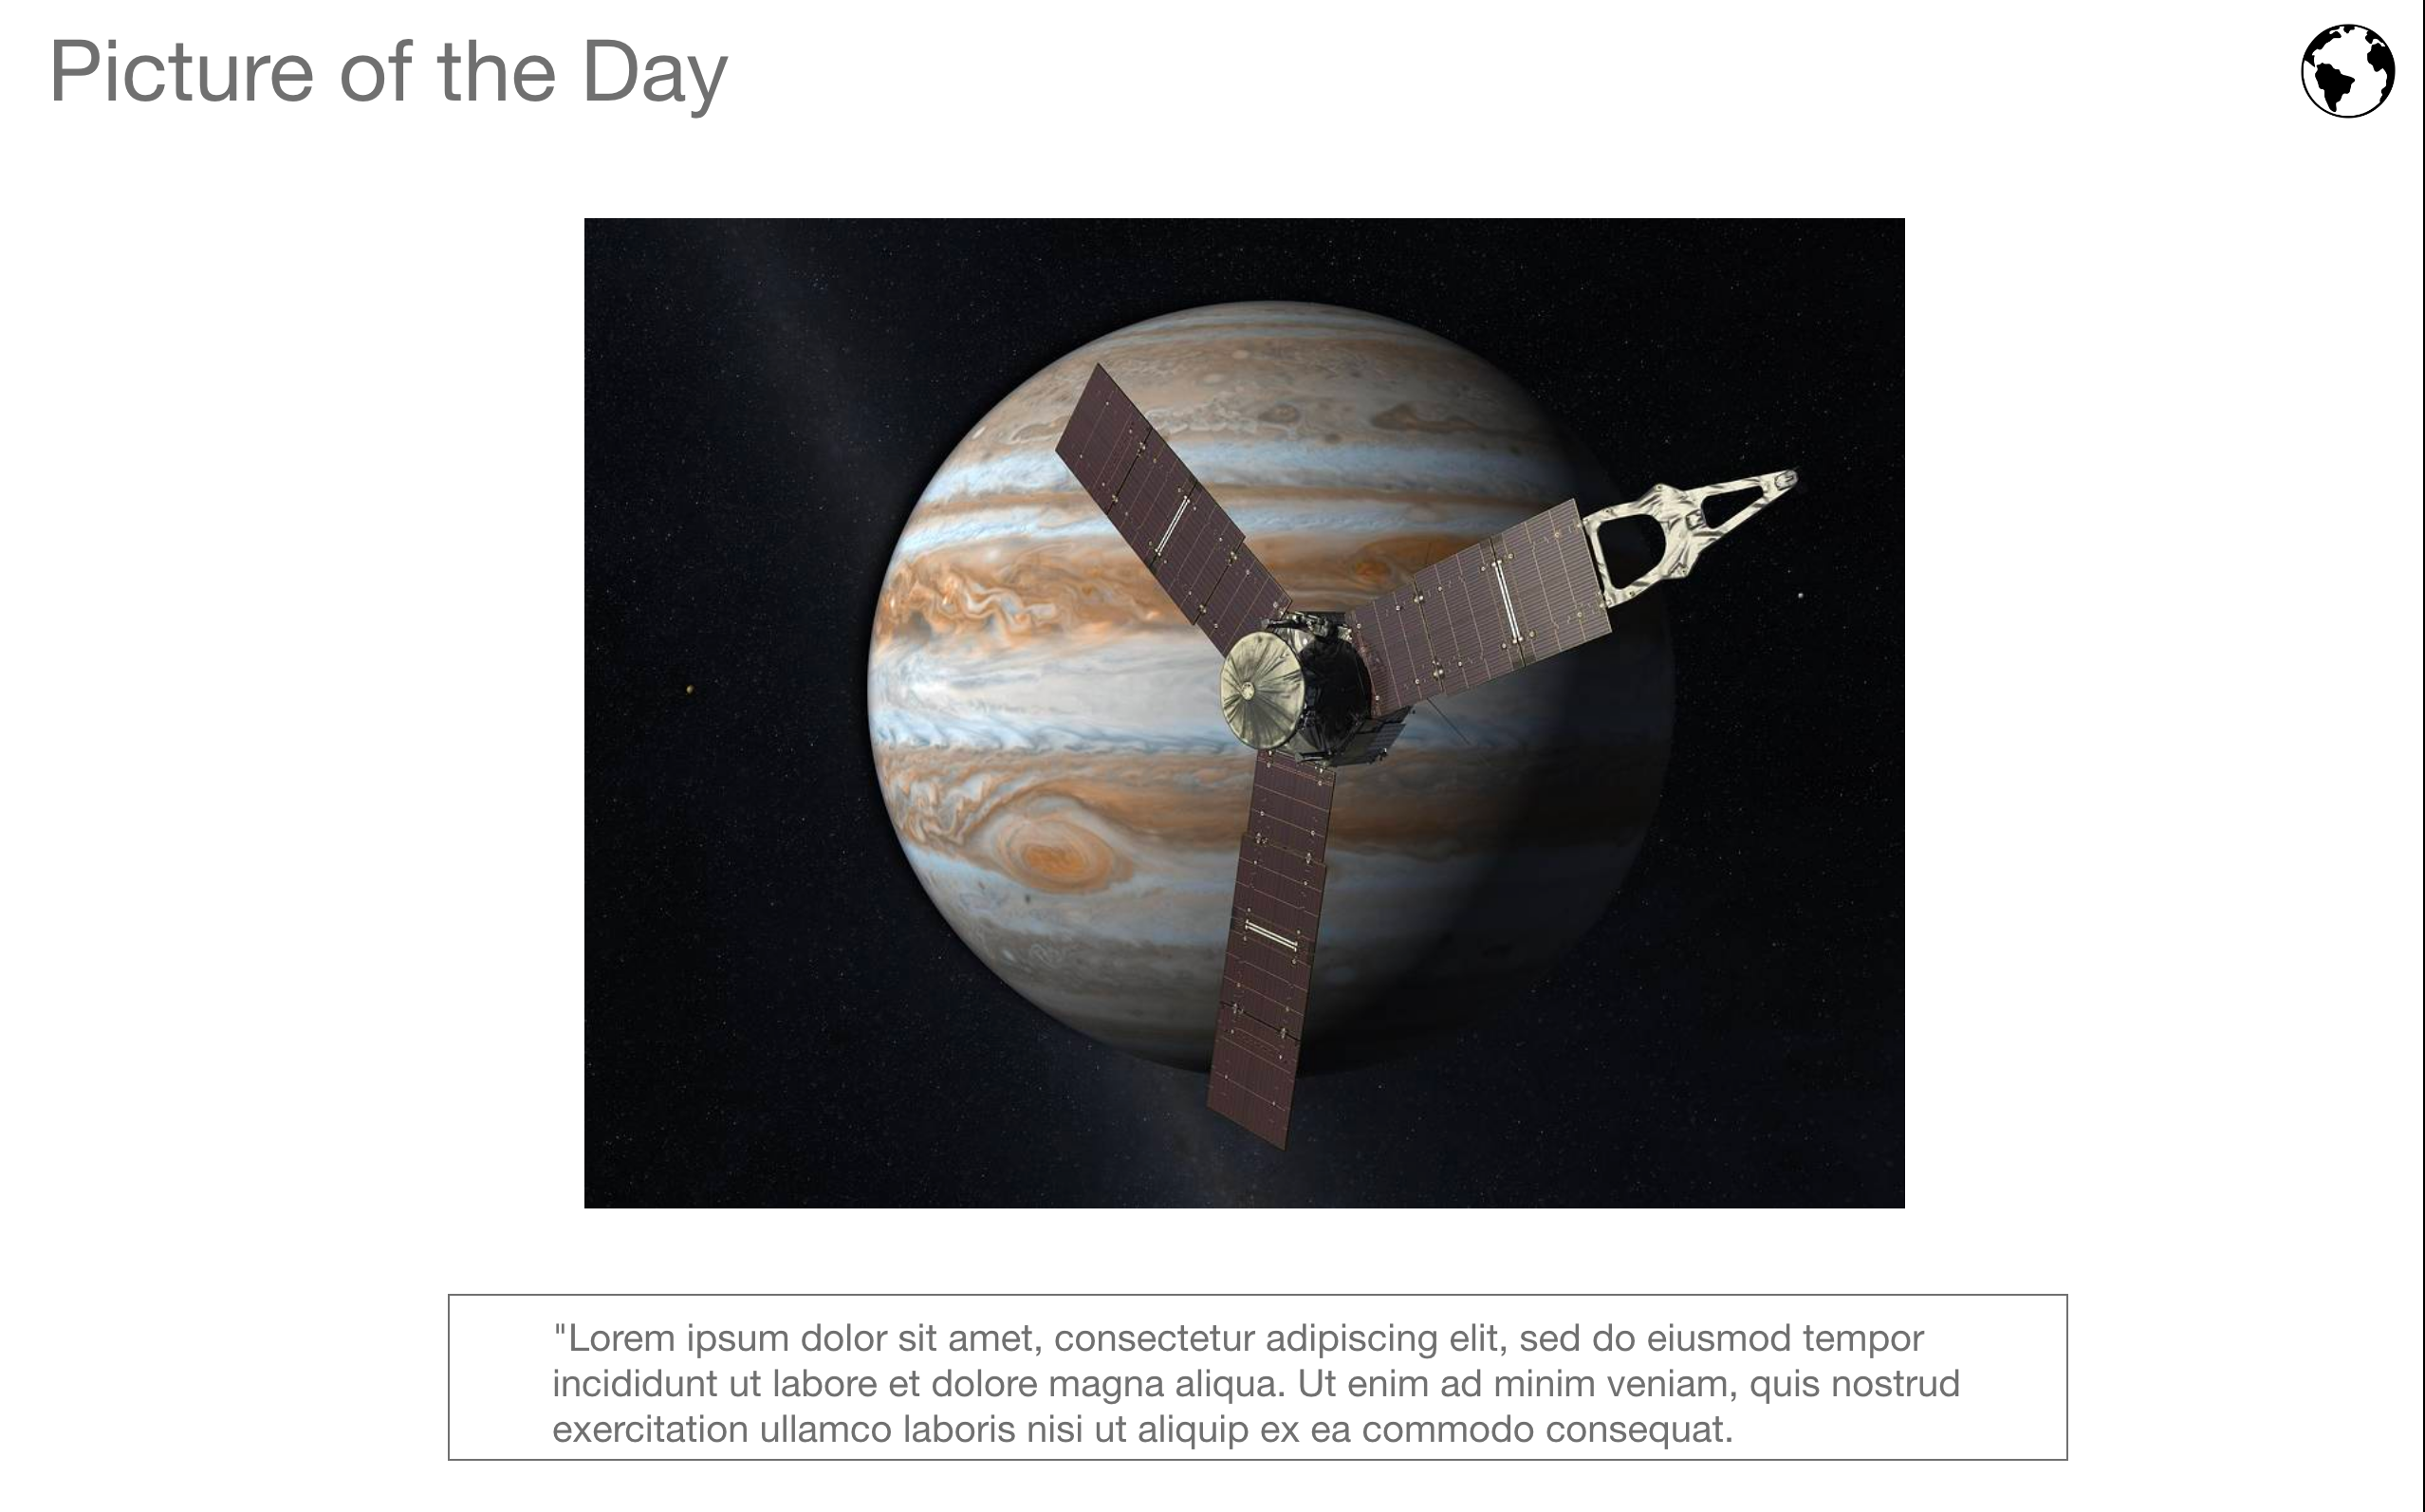 Picture of the Day
"Lorem ipsum dolor sit amet, consectetur adipiscing elit, sed do eiusmod tempor
incididunt ut labore et dolore magna aliqua. Ut enim ad minim veniam, quis nostrud
exercitation ullamco laboris nisi ut aliquip ex ea commodo consequat.